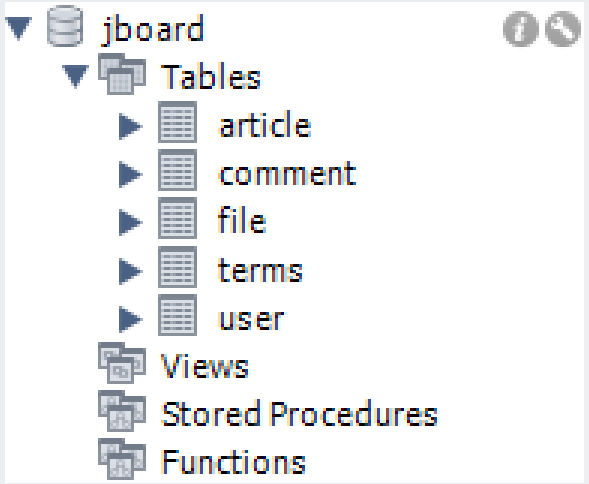 jboard
Tables
article
comment
file
terms
user
Views
Stored Procedures
Functions